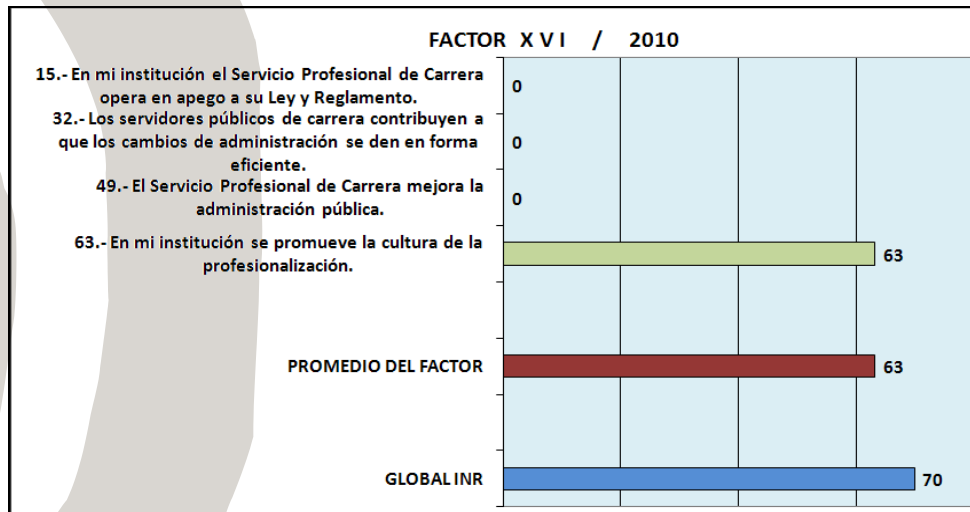 FACTOR X V I / 2010
15.- En mi institución el Servicio Profesional de Carrera
opera en apego a su Ley y Reglamento.
0
32.- Los servidores públicos de carrera contribuyen a
que los cambios de administración se den en forma
eficiente.
0
49.- El Servicio Profesional de Carrera mejora la
administración pública.
0
63.- En mi institución se promueve la cultura de la
profesionalización.
63
PROMEDIO DEL FACTOR
63
GLOBAL INR
70